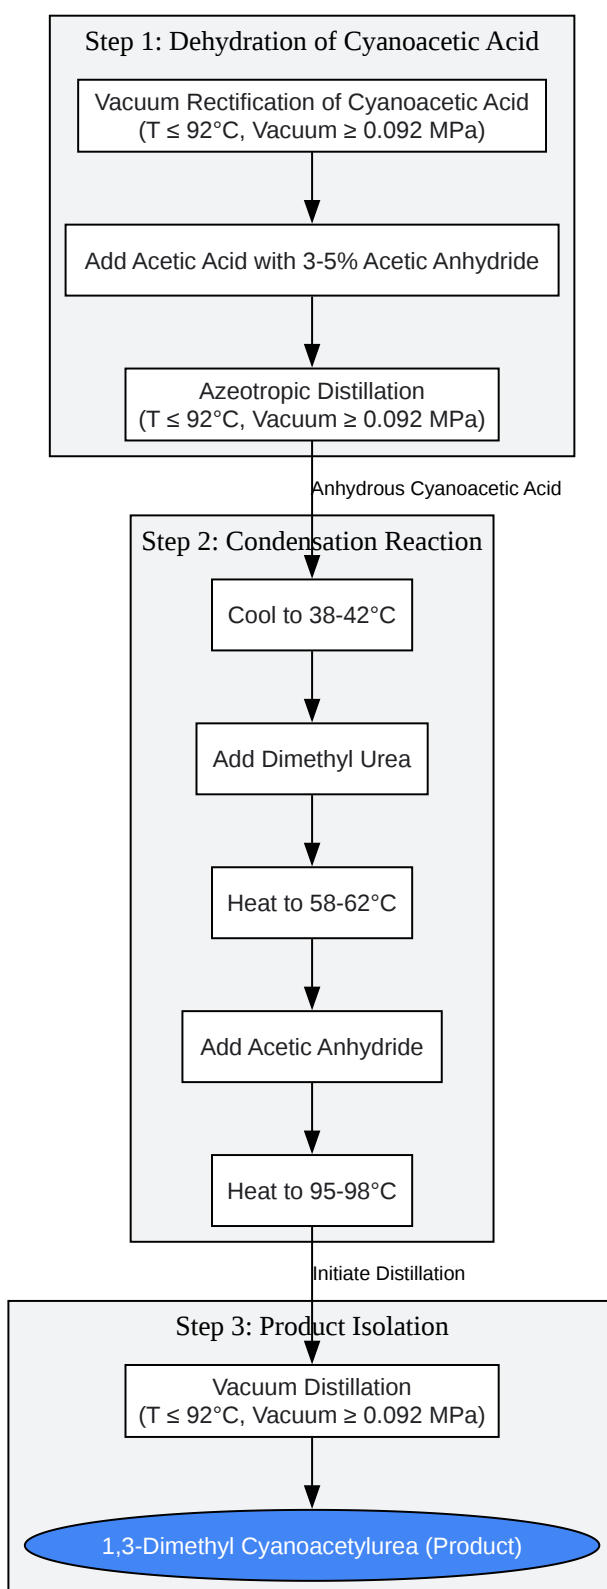 Step 1: Dehydration of Cyanoacetic Acid
Vacuum Rectification of Cyanoacetic Acid
(T ≤ 92°C, Vacuum ≥ 0.092 MPa)
Add Acetic Acid with 3-5% Acetic Anhydride
Azeotropic Distillation
(T ≤ 92°C, Vacuum ≥ 0.092 MPa)
Anhydrous Cyanoacetic Acid
Step 2: Condensation Reaction
Cool to 38-42°C
Add Dimethyl Urea
Heat to 58-62°C
Add Acetic Anhydride
Heat to 95-98°C
Initiate Distillation
Step 3: Product Isolation
Vacuum Distillation
(T ≤ 92°C, Vacuum ≥ 0.092 MPa)
1,3-Dimethyl Cyanoacetylurea (Product)